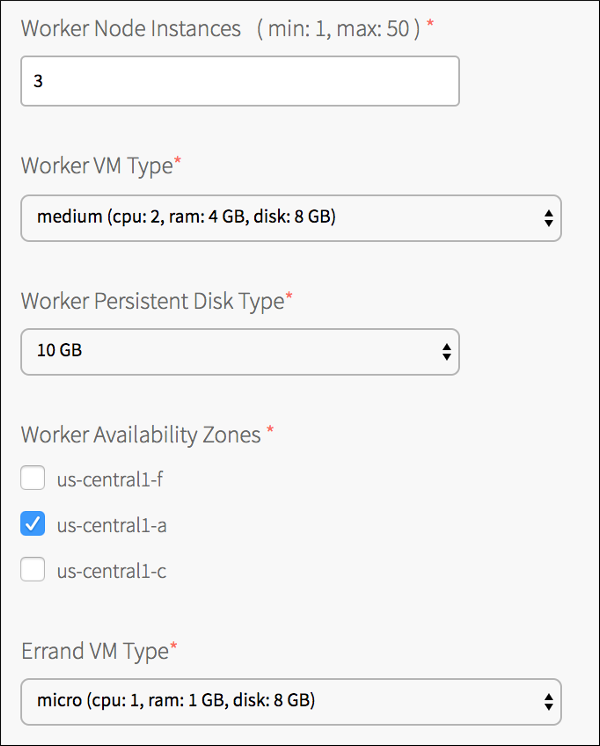 Worker Node Instances ( min: 1, max: 50 ) *
3
Worker VM Type*
medium (cpu: 2, ram: 4 GB, disk: 8 GB)
Worker Persistent Disk Type*
10 GB
Worker Availability Zones *
us-central1-f
us-central1-a
us-central1-c
Errand VM Type*
micro (cpu: 1, ram: 1 GB, disk: 8 GB)